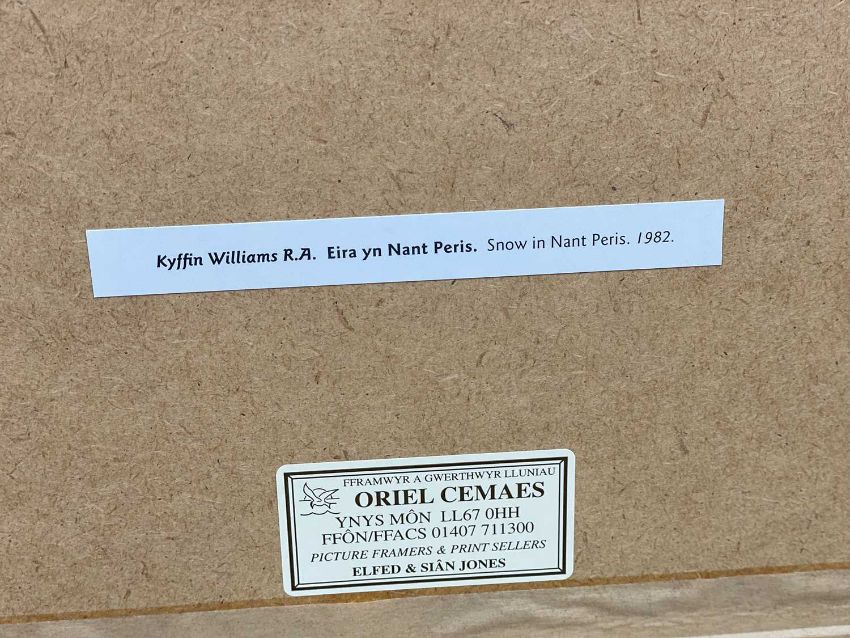 Kyffin Williams R.A. Eira yn Nant Peris. Snow in Nant Peris. 1982.
FFRAMWYR A GWERTHWYR LLUNIAU
ORIEL CEMAES
YNYS MÔN LL67 0HH
FFÔN/FFACS 01407 711300
PICTURE FRAMERS & PRINT SELLERS
ELFED & SIÂN JONES